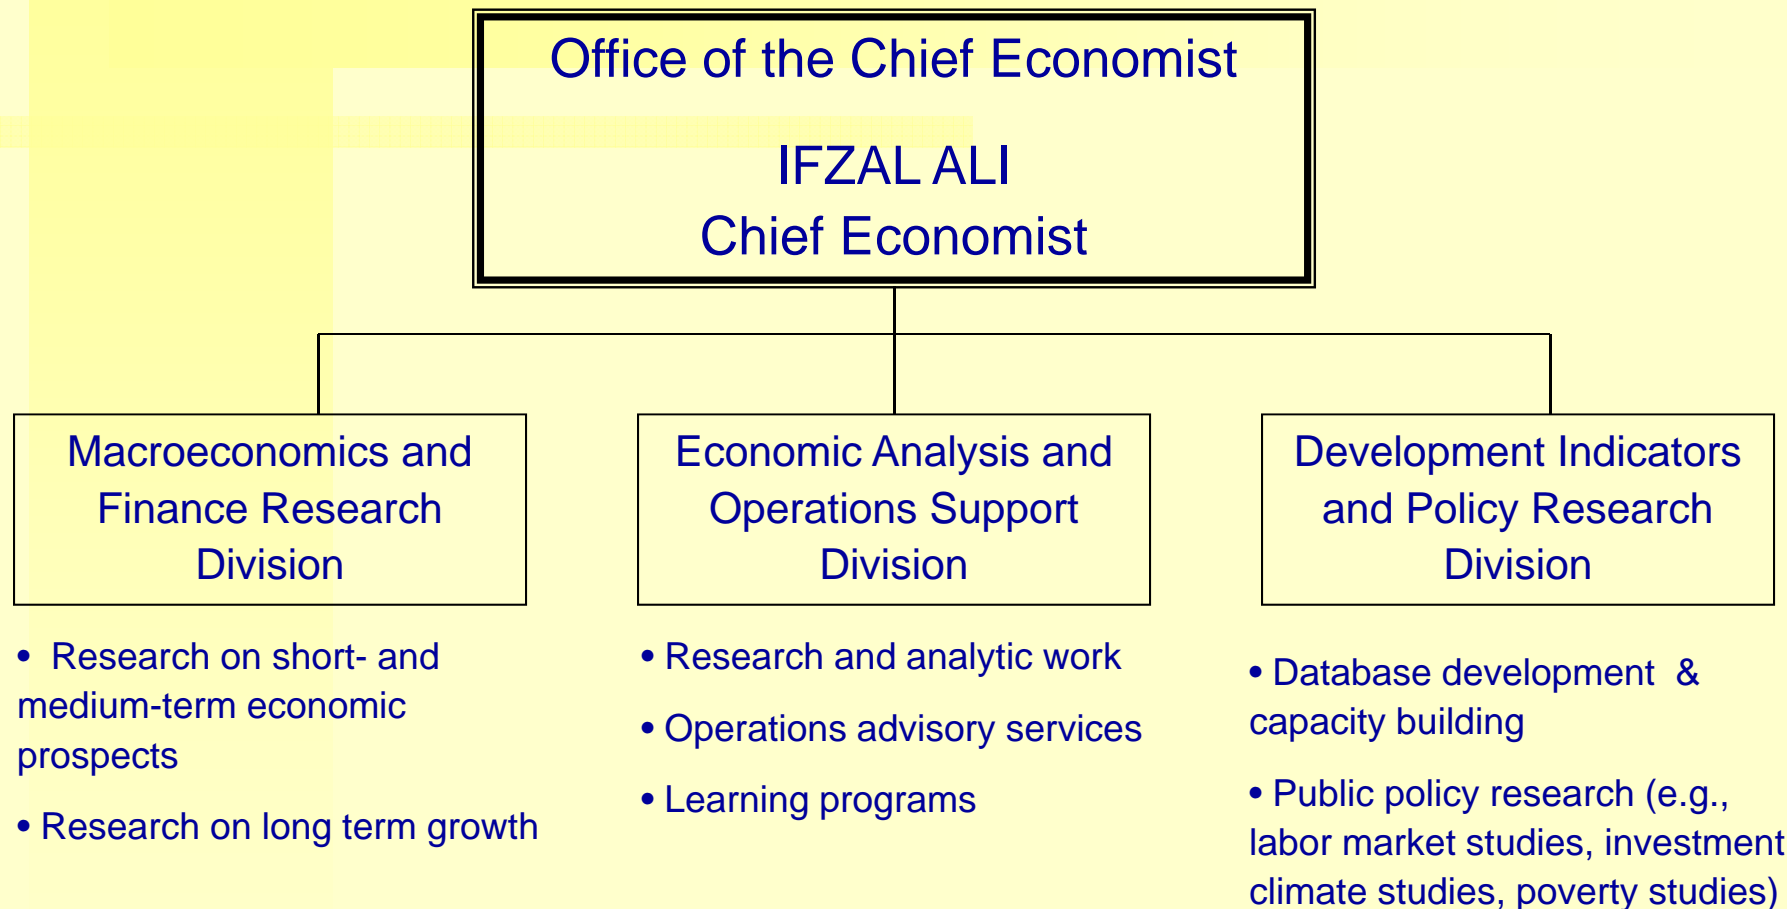 Office of the Chief Economist
IFZAL ALI
Chief Economist
Macroeconomics and
Finance Research
Division
• Research on short- and
medium-term economic
prospects
• Research on long term growth
Economic Analysis and
Operations Support
Division
• Research and analytic work
• Operations advisory services
• Learning programs
Development Indicators
and Policy Research
Division
• Database development &
capacity building
• Public policy research (e.g.,
labor market studies, investment
climate studies, poverty studies)